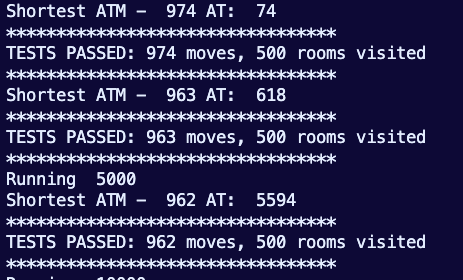 Shortest ATM –  974 AT:  74
*********************************
TESTS PASSED: 974 moves, 500 rooms visited
*********************************
Shortest ATM –  963 AT:  618
*********************************
TESTS PASSED: 963 moves, 500 rooms visited
*********************************
Running  5000
Shortest ATM –  962 AT:  5594
*********************************
TESTS PASSED: 962 moves, 500 rooms visited
*********************************